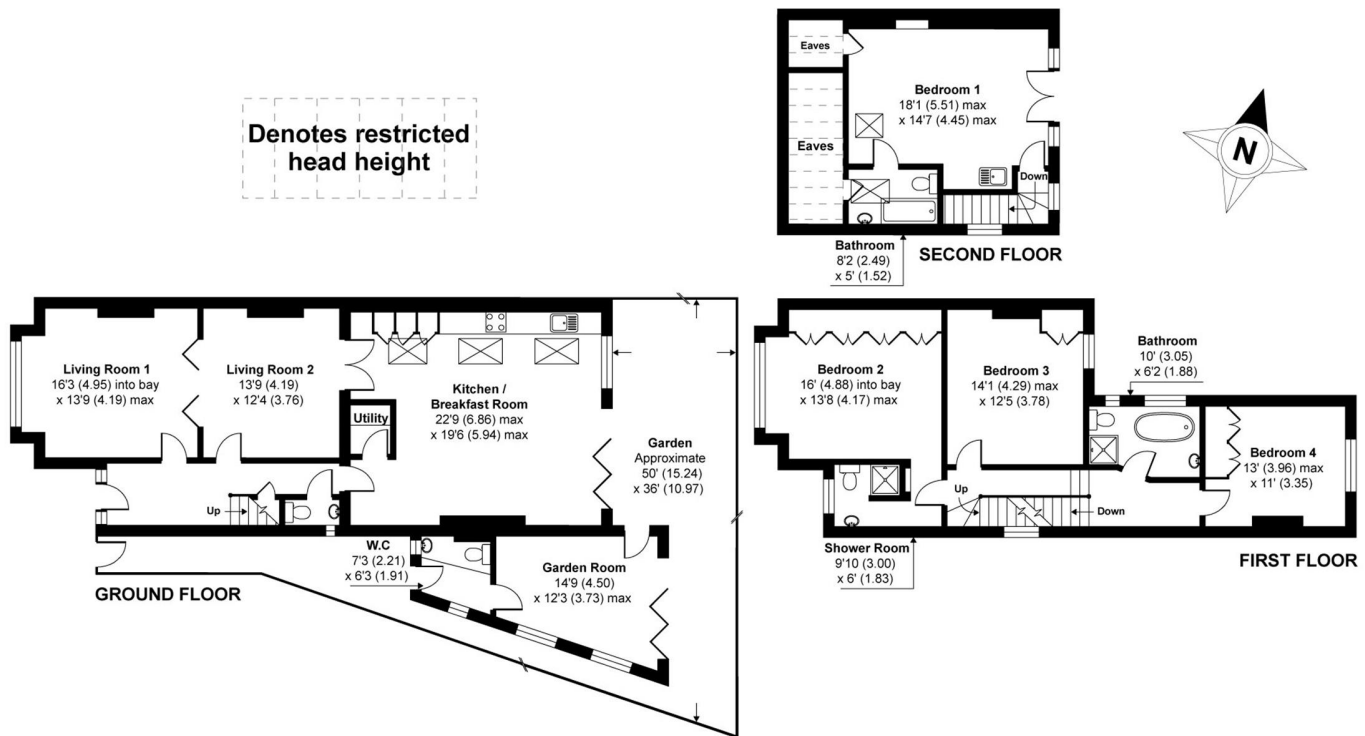 Denotes restricted
head height
Eaves
Eaves
Bedroom 1
18'1 (5.51) max
x 14'7 (4.45) max
Down
Bathroom
8'2 (2.49)
x 5' (1.52)
SECOND FLOOR
N
Living Room 1
16'3 (4.95) into bay
x 13'9 (4.19) max
Living Room 2
13'9 (4.19)
x 12'4 (3.76)
Kitchen /
Breakfast Room
22'9 (6.86) max
x 19'6 (5.94) max
Utility
Garden
Approximate
50' (15.24)
x 36' (10.97)
Up
W.C
7'3 (2.21)
x 6'3 (1.91)
Garden Room
14'9 (4.50)
x 12'3 (3.73) max
GROUND FLOOR
Bedroom 2
16' (4.88) into bay
x 13'8 (4.17) max
Bedroom 3
14'1 (4.29) max
x 12'5 (3.78)
Bathroom
10' (3.05)
x 6'2 (1.88)
Bedroom 4
13' (3.96) max
x 11' (3.35)
Up
Down
Shower Room
9'10 (3.00)
x 6' (1.83)
FIRST FLOOR